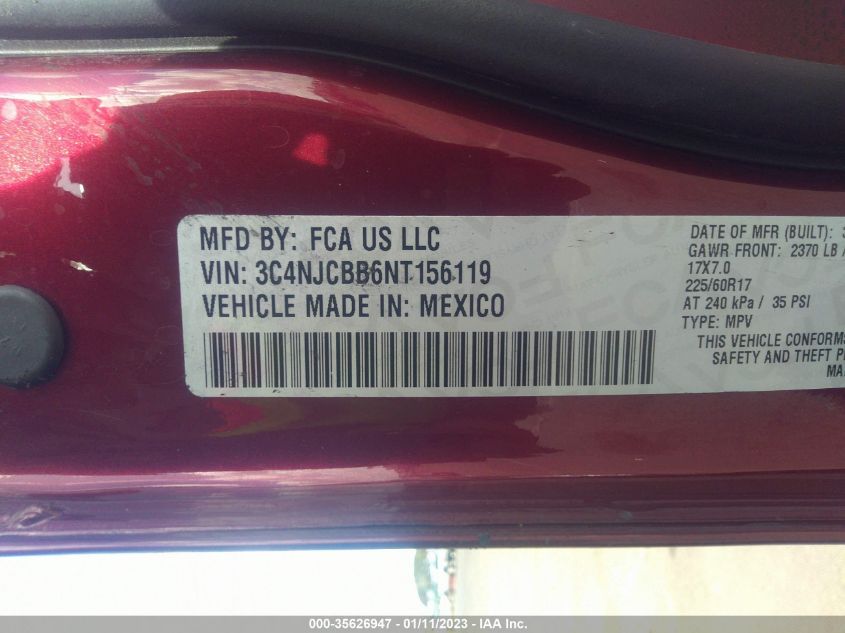 MFD BY: FCA US LLC
VIN: 3C4NJCBB6NT156119
VEHICLE MADE IN: MEXICO
DATE OF MFR (BUILT):
GAWR FRONT: 2370 LB
17X7.0
225/60R17
AT 240 kPa / 35 PSI
TYPE: MPV
THIS VEHICLE CONFORMS
SAFETY AND THEFT
000-35626947 - 01/11/2023 - IAAI.com